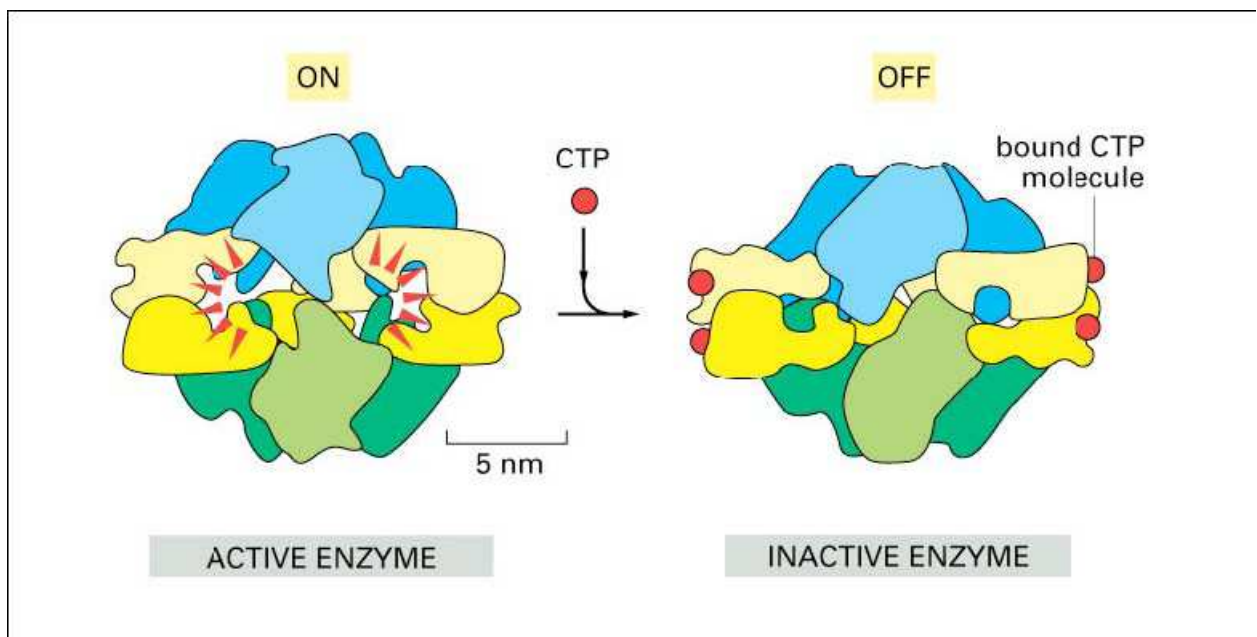 ON
OFF
CTP
bound CTP
molecule
5 nm
ACTIVE ENZYME
INACTIVE ENZYME